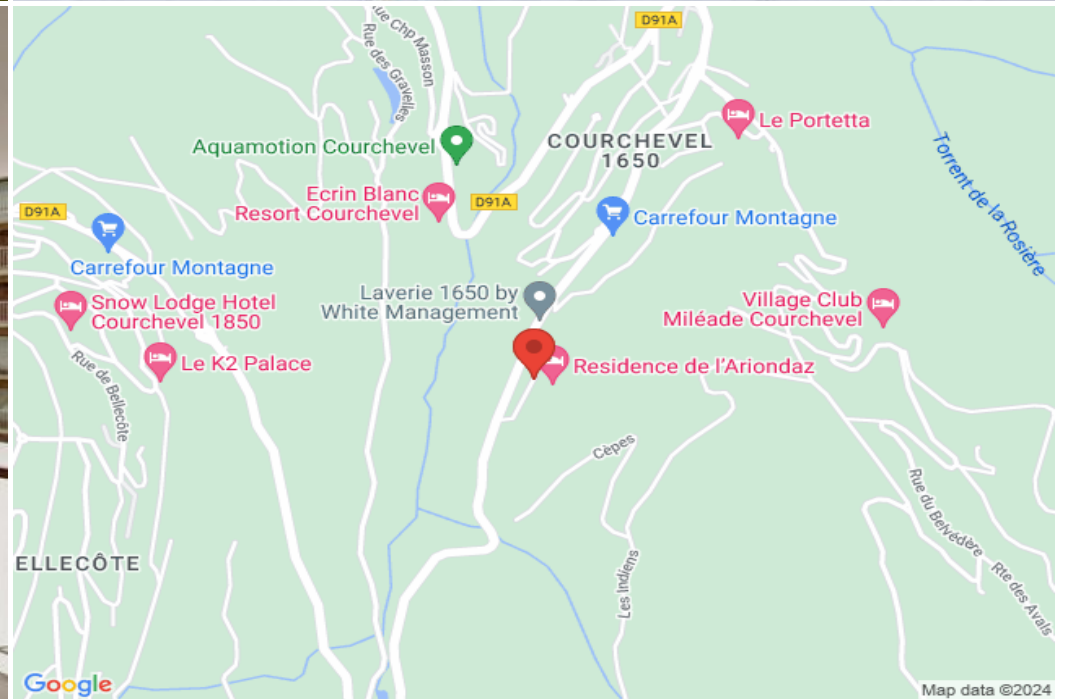 D91A
Rue Chp Masson
Rue des Gravelles
Le Portetta
COURCHEVEL
1650
Aquamotion Courchevel
Torrent de la Rosière
Ecrin Blanc
Resort Courchevel
D91A
D91A
Carrefour Montagne
Carrefour Montagne
Laverie 1650 by
White Management
Village Club
Miléade Courchevel
Snow Lodge Hotel
Courchevel 1850
Le K2 Palace
Residence de l'Ariondaz
Rue de Bellecôte
Cèpes
Rue du Belvédère
Rte des Avals
Les Indiens
ELLECÔTE
Google
Map data ©2024